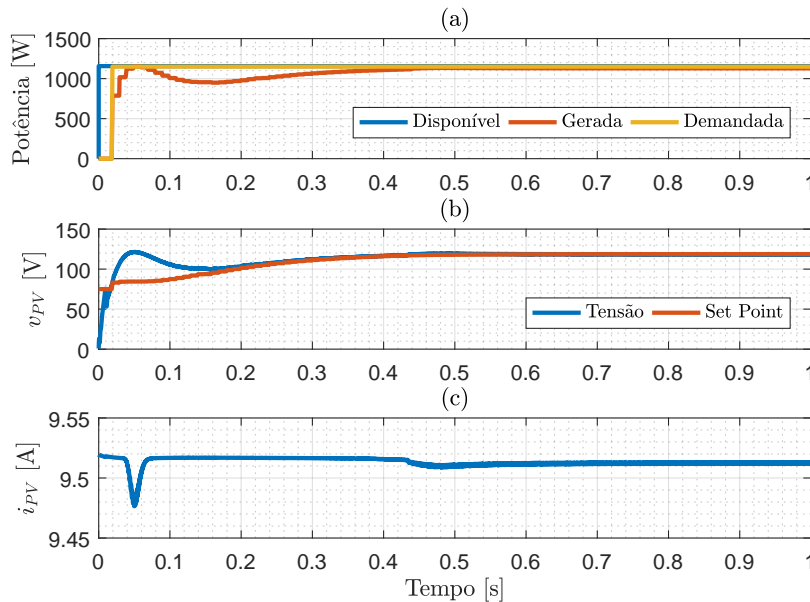 (a)
Potência [W]
1500
1000
500
0
Disponível Gerada Demandada
0 0.1 0.2 0.3 0.4 0.5 0.6 0.7 0.8 0.9 1
(b)
v_PV [V]
150
100
50
0
Tensão Set Point
0 0.1 0.2 0.3 0.4 0.5 0.6 0.7 0.8 0.9 1
(c)
i_PV [A]
9.55
9.5
9.45
0 0.1 0.2 0.3 0.4 0.5 0.6 0.7 0.8 0.9 1
Tempo [s]